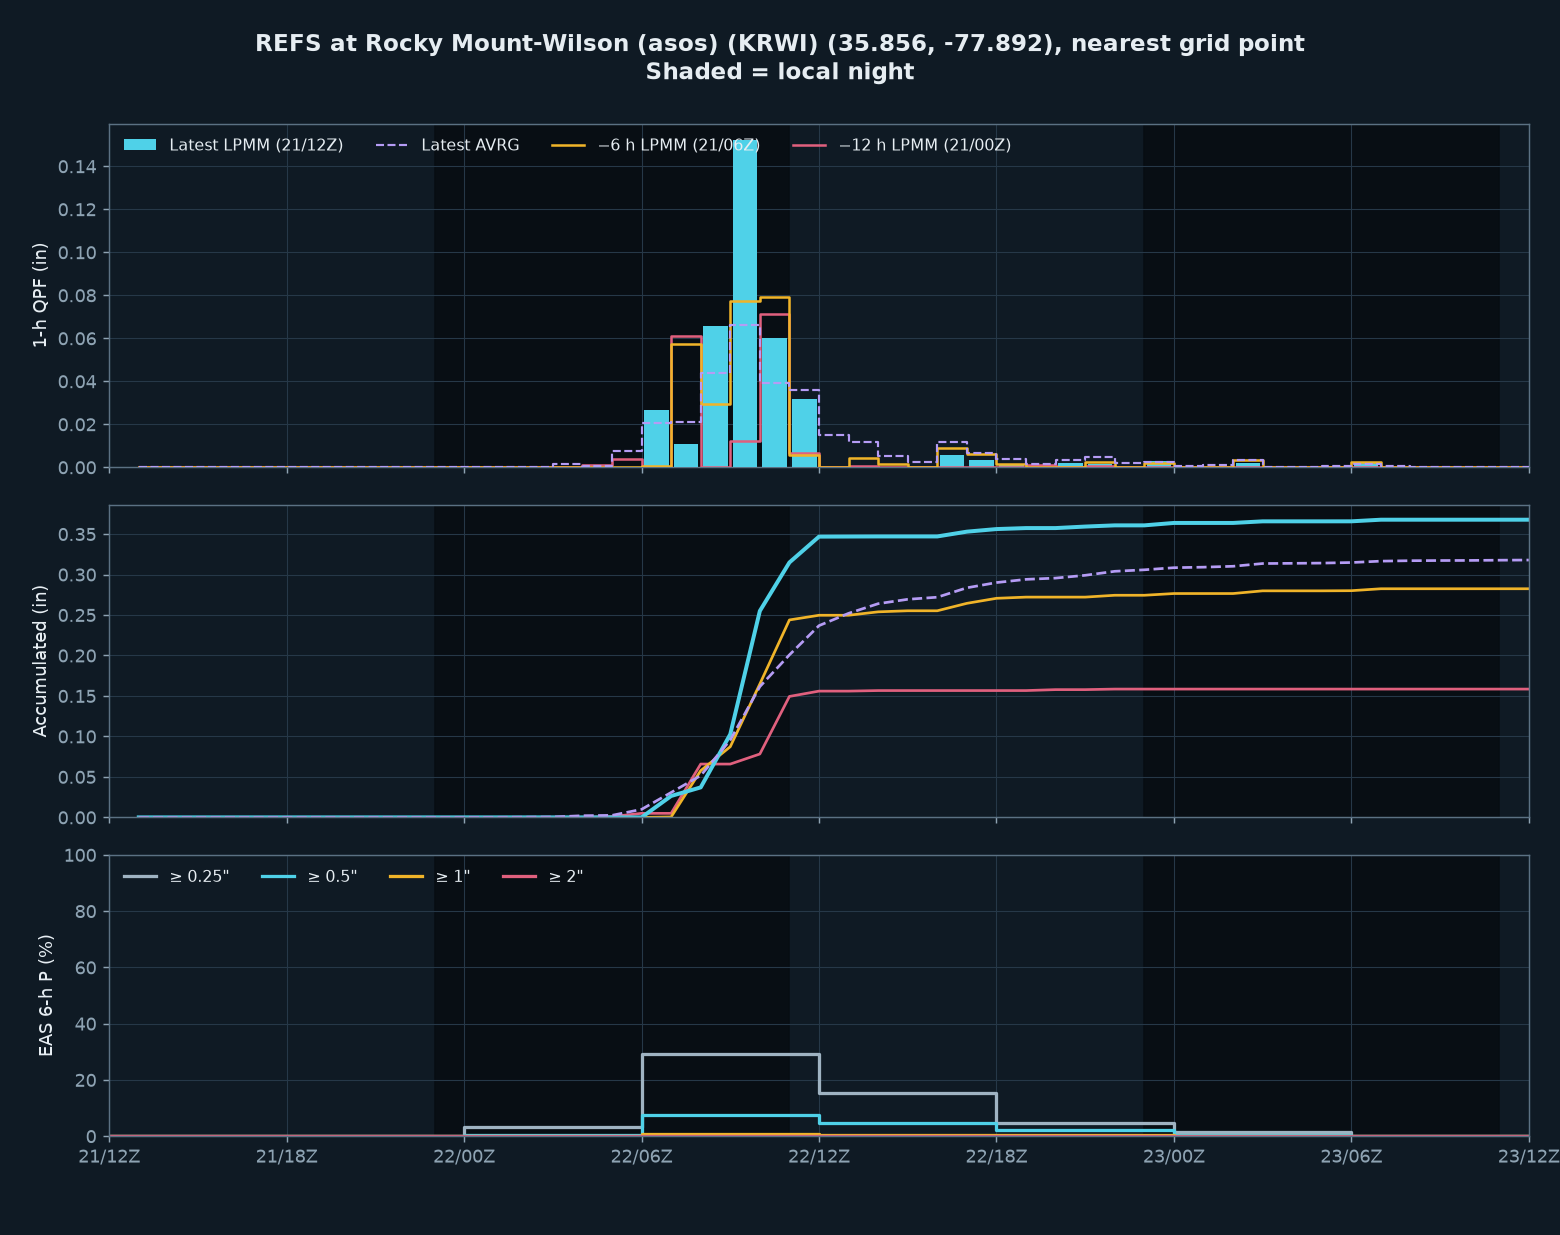 REFS at Rocky Mount-Wilson (asos) (KRWI) (35.856, -77.892), nearest grid point
Shaded = local night
Latest LPMM (21/12Z)
Latest AVRG
−6 h LPMM (21/06Z)
−12 h LPMM (21/00Z)
1-h QPF (in)
0.14
0.12
0.10
0.08
0.06
0.04
0.02
0.00
Accumulated (in)
0.35
0.30
0.25
0.20
0.15
0.10
0.05
0.00
≥ 0.25"
≥ 0.5"
≥ 1"
≥ 2"
EAS 6-h P (%)
100
80
60
40
20
0
21/12Z
21/18Z
22/00Z
22/06Z
22/12Z
22/18Z
23/00Z
23/06Z
23/12Z